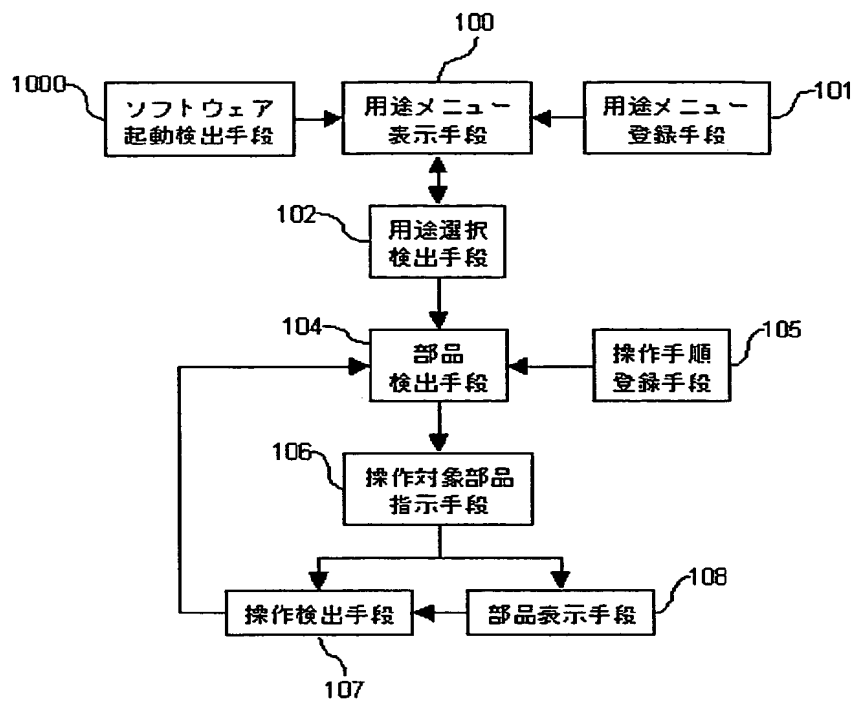 100
1000
ソフトウェア
起動検出手段
用途メニュー
表示手段
用途メニュー
登録手段
101
102
用途選択
検出手段
104
部品
検出手段
操作手順
登録手段
105
106
操作対象部品
指示手段
操作検出手段
部品表示手段
108
107